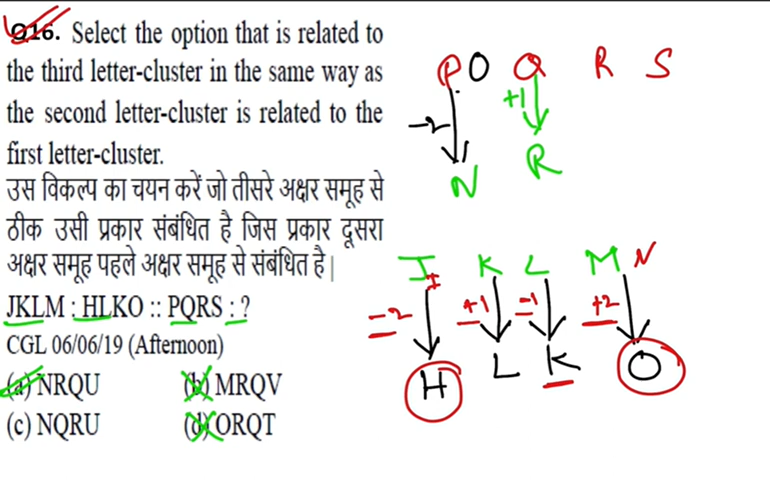 Q16. Select the option that is related to
the third letter-cluster in the same way as
the second letter-cluster is related to the
first letter-cluster.
उस विकल्प का चयन करें जो तीसरे अक्षर समूह से
ठीक उसी प्रकार संबंधित है जिस प्रकार दूसरा
अक्षर समूह पहले अक्षर समूह से संबंधित है|
JKLM : HLKO :: PQRS : ?
CGL 06/06/19 (Afternoon)
(a) NRQU (b) MRQV
(c) NQRU (d) ORQT
P O Q R S
-2 +1
N R
J I K L M N
-2 +1 -1 +2
H L K O